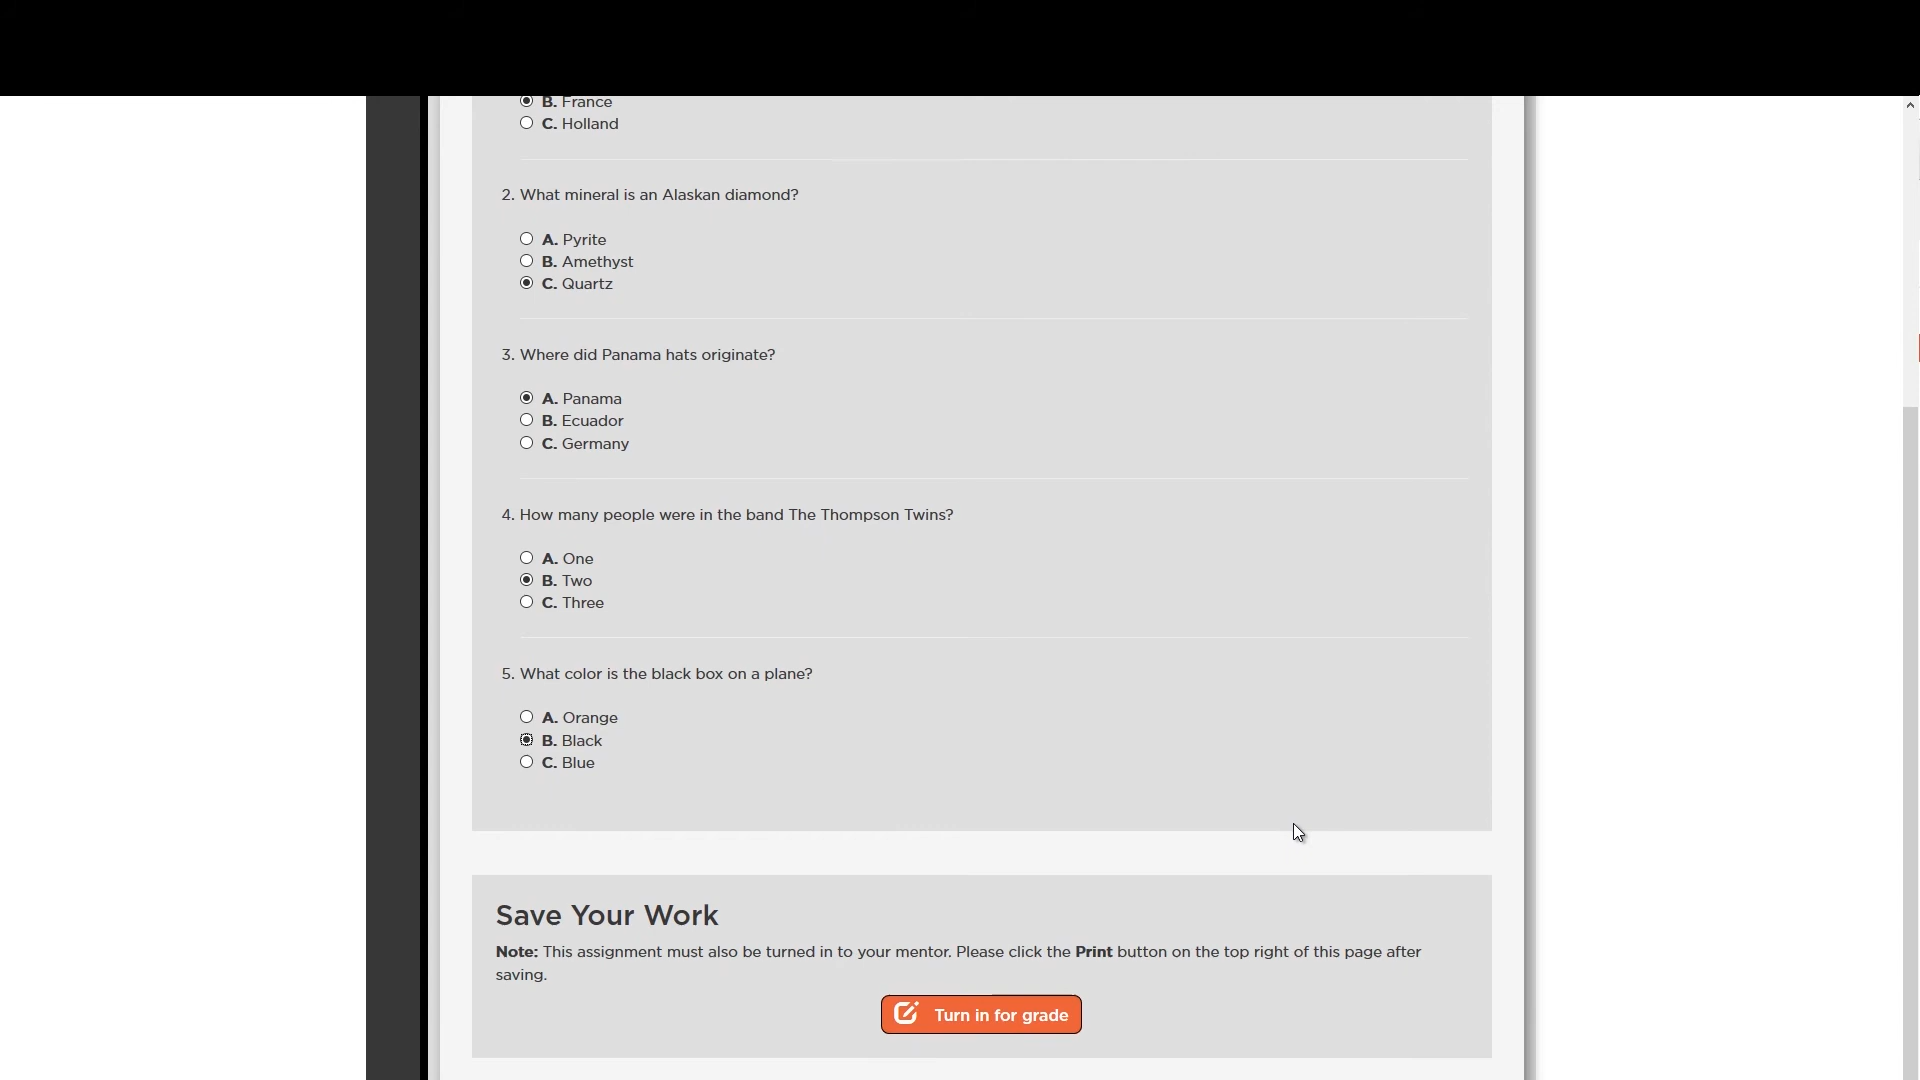 B. France
C. Holland
2. What mineral is an Alaskan diamond?
A. Pyrite
B. Amethyst
C. Quartz
3. Where did Panama hats originate?
A. Panama
B. Ecuador
C. Germany
4. How many people were in the band The Thompson Twins?
A. One
B. Two
C. Three
5. What color is the black box on a plane?
A. Orange
B. Black
C. Blue
Save Your Work
Note: This assignment must also be turned in to your mentor. Please click the Print button on the top right of this page after
saving.
Turn in for grade